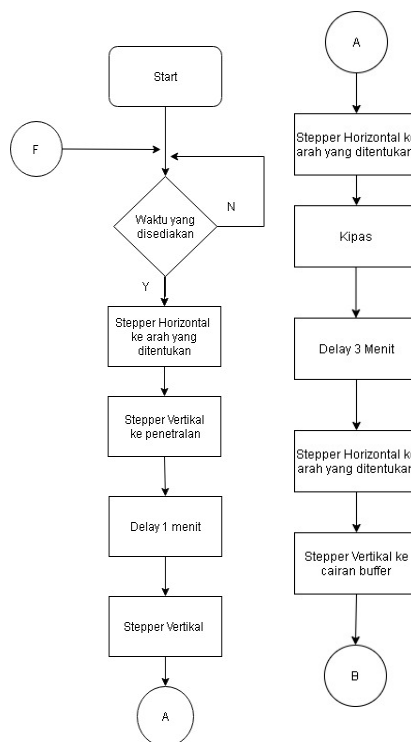 Start
F
Waktu yang
disediakan
N
Y
Stepper Horizontal
ke arah yang
ditentukan
Stepper Vertikal
ke penetralan
Delay 1 menit
Stepper Vertikal
A
A
Stepper Horizontal ke
arah yang ditentukan
Kipas
Delay 3 Menit
Stepper Horizontal ke
arah yang ditentukan
Stepper Vertikal ke
cairan buffer
B